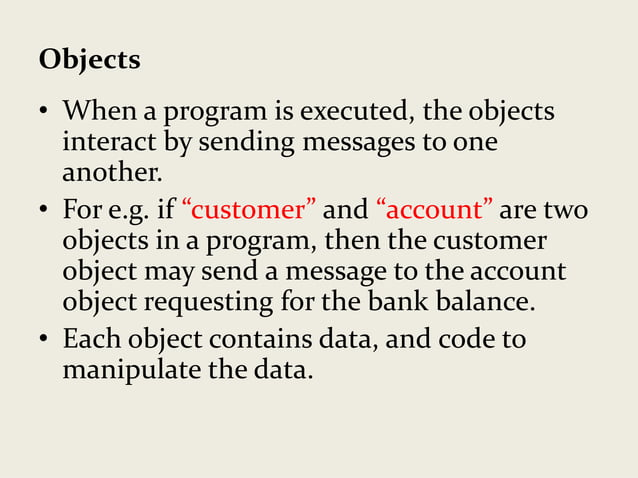 Objects
• When a program is executed, the objects
interact by sending messages to one
another.
• For e.g. if “customer” and “account” are two
objects in a program, then the customer
object may send a message to the account
object requesting for the bank balance.
• Each object contains data, and code to
manipulate the data.